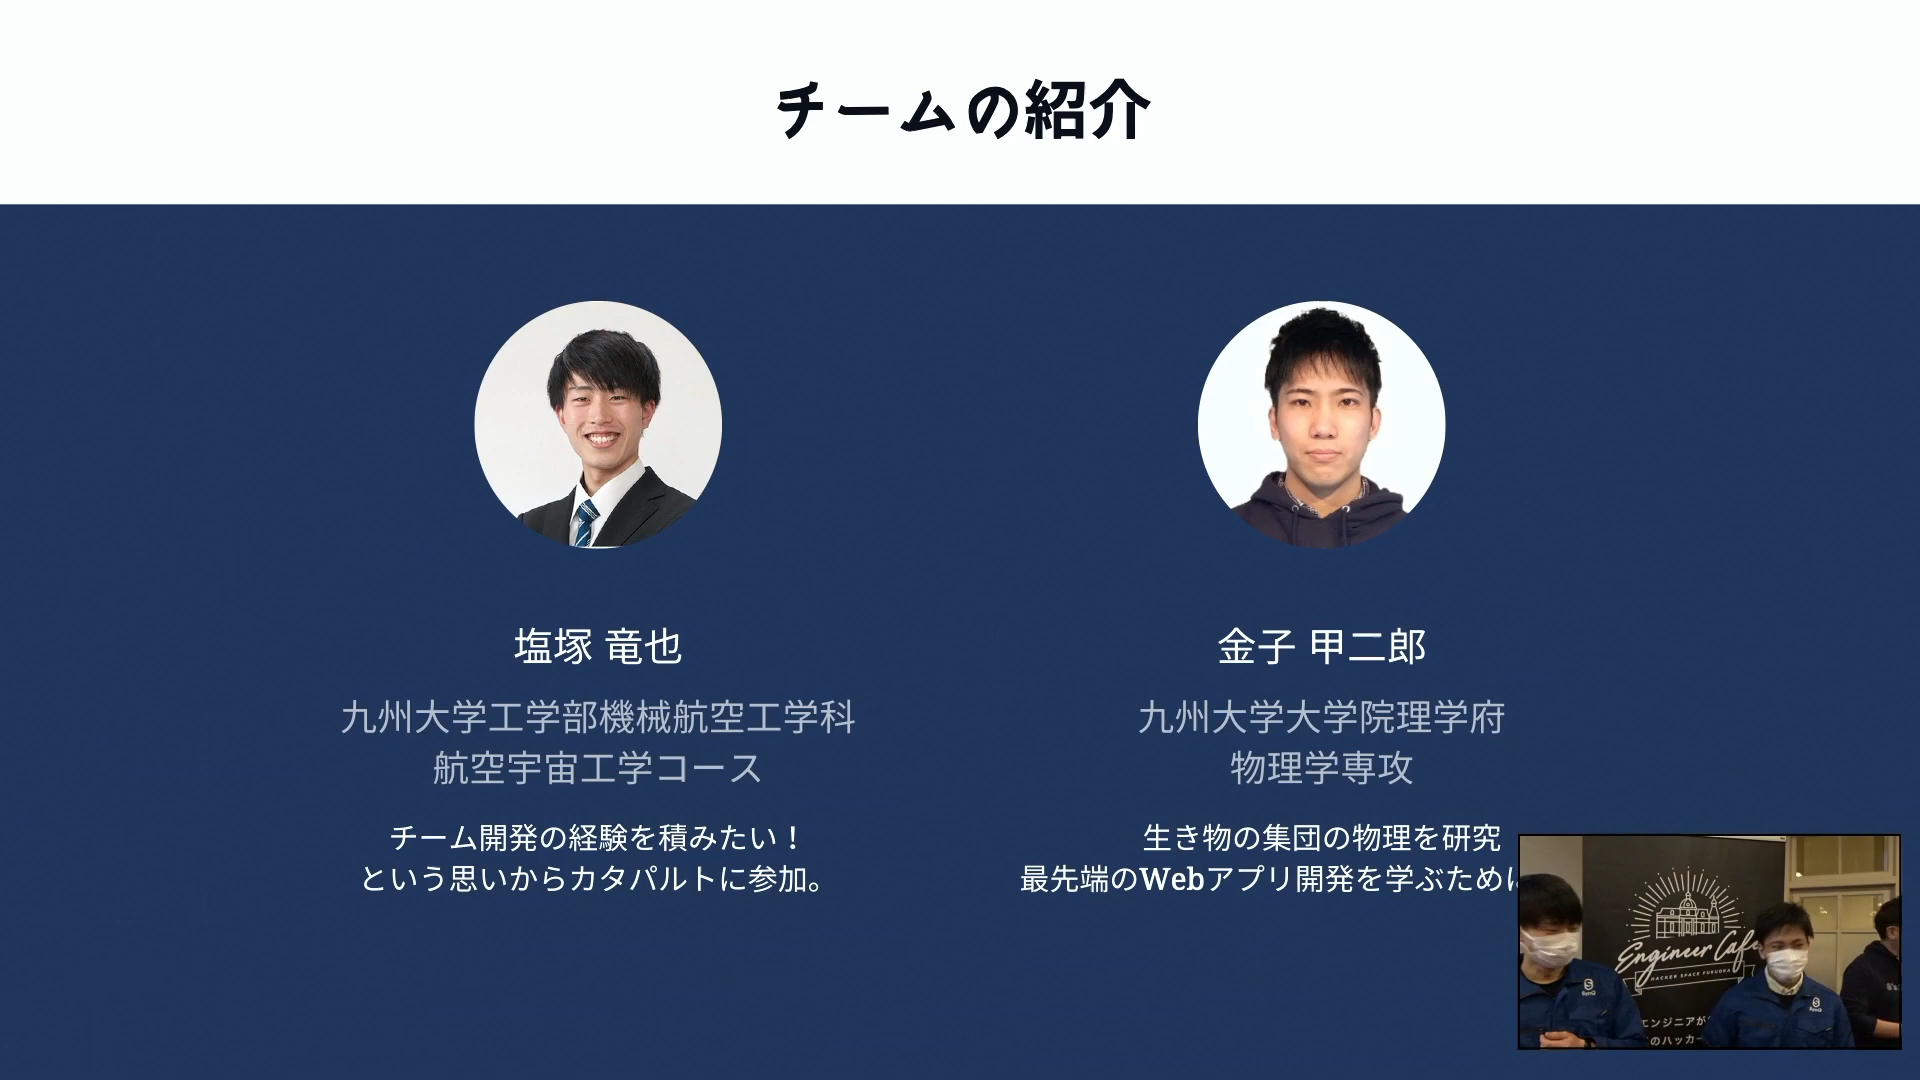 チームの紹介
塩塚 竜也
九州大学工学部機械航空工学科
航空宇宙工学コース
チーム開発の経験を積みたい！
という思いからカタパルトに参加。
金子 甲二郎
九州大学大学院理学府
物理学専攻
生き物の集団の物理を研究
最先端のWebアプリ開発を学ぶために
Engineer Cafe
HACKER SPACE FUKUOKA
エンジニアが
のハッカー
SynQ
SynQ